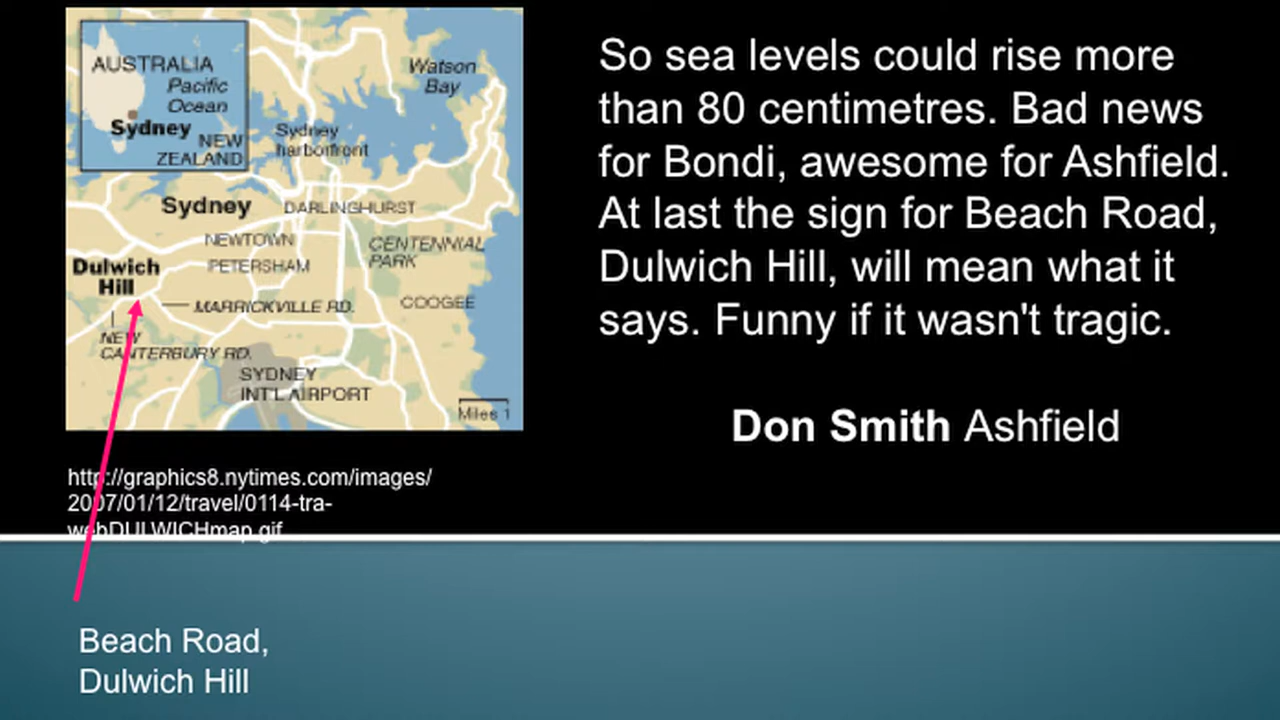 AUSTRALIA
Pacific
Ocean
Sydney
NEW
ZEALAND
Watson
Bay
Sydney
harborfront
Sydney
DARLINGHURST
NEWTOWN
CENTENNIAL
PARK
Dulwich
Hill
PETERSHAM
MARRICKVILLE RD.
COOGEE
NEW
CANTERBURY RD.
SYDNEY
INT'L AIRPORT
Miles 1
http://graphics8.nytimes.com/images/
2007/01/12/travel/0114-tra-
webDULWICHmap.gif
So sea levels could rise more
than 80 centimetres. Bad news
for Bondi, awesome for Ashfield.
At last the sign for Beach Road,
Dulwich Hill, will mean what it
says. Funny if it wasn't tragic.
Don Smith Ashfield
Beach Road,
Dulwich Hill